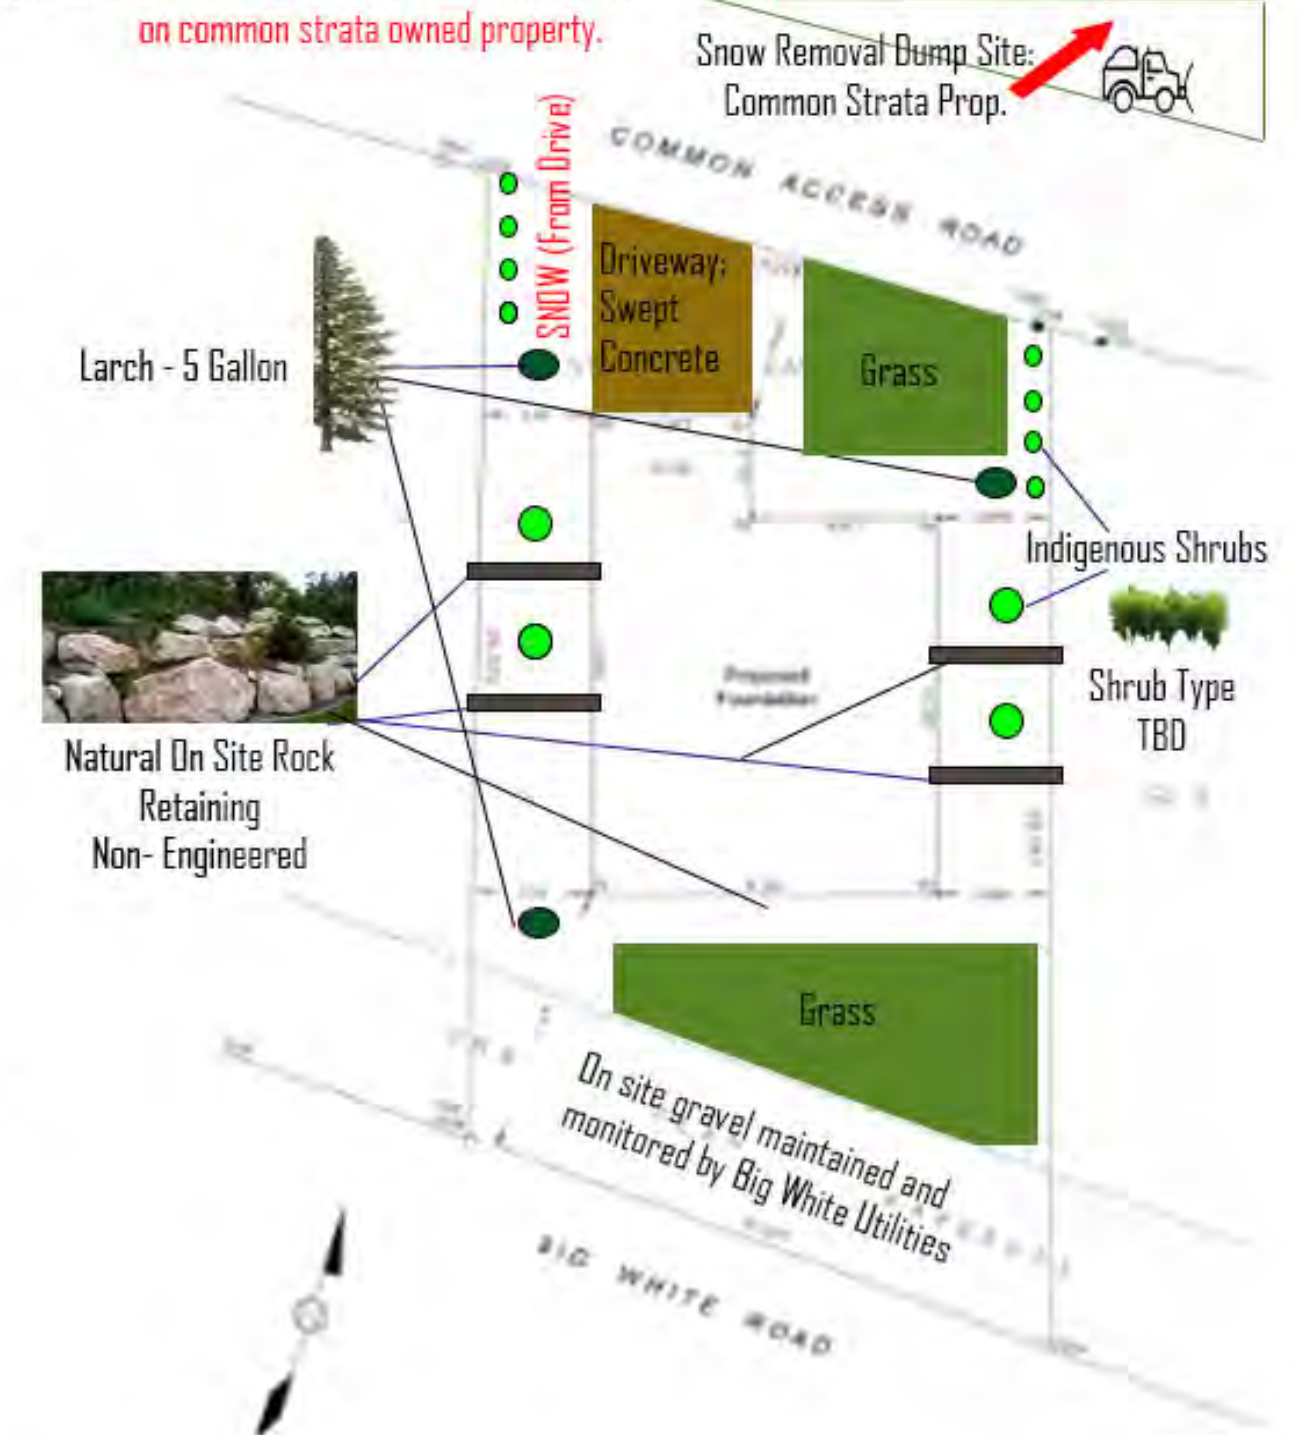 on common strata owned property.
Snow Removal Dump Site:
Common Strata Prop.
COMMON ACCESS ROAD
SNOW (From Drive)
Driveway:
Swept
Concrete
Grass
Larch - 5 Gallon
Indigenous Shrubs
Shrub Type
TBD
Proposed
Foundation
Natural On Site Rock
Retaining
Non- Engineered
Grass
On site gravel maintained and
monitored by Big White Utilities
BIG WHITE ROAD